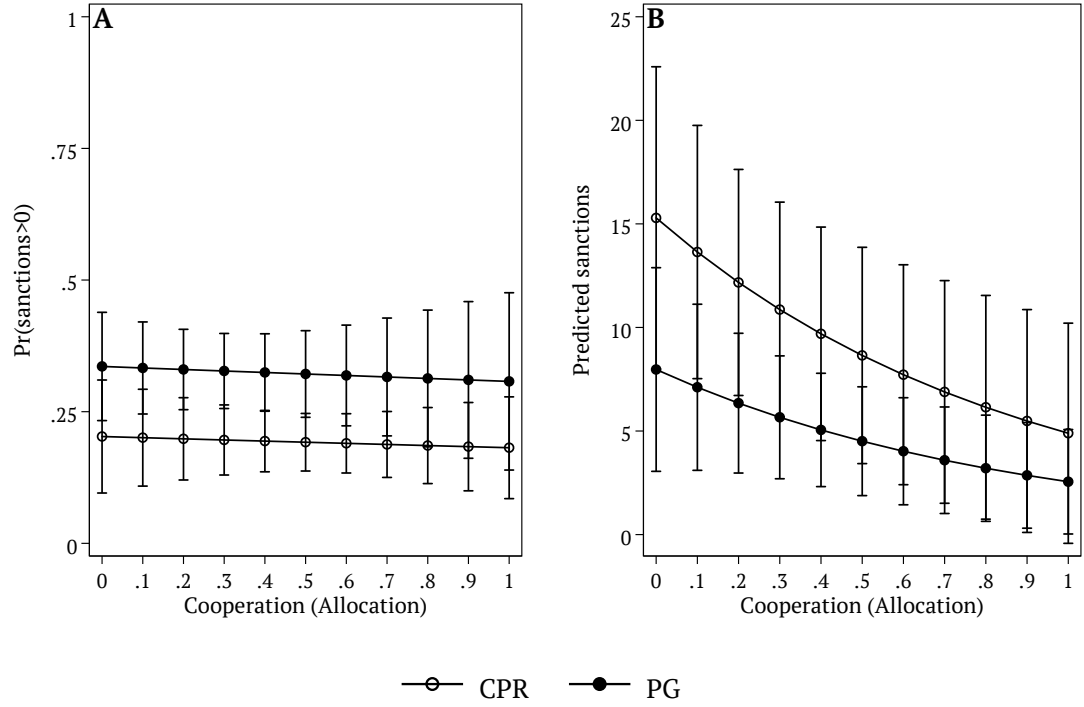 A
Pr(sanctions>0)
1
.75
.5
.25
0
0 .1 .2 .3 .4 .5 .6 .7 .8 .9 1
Cooperation (Allocation)
B
Predicted sanctions
25
20
15
10
5
0
0 .1 .2 .3 .4 .5 .6 .7 .8 .9 1
Cooperation (Allocation)
CPR PG